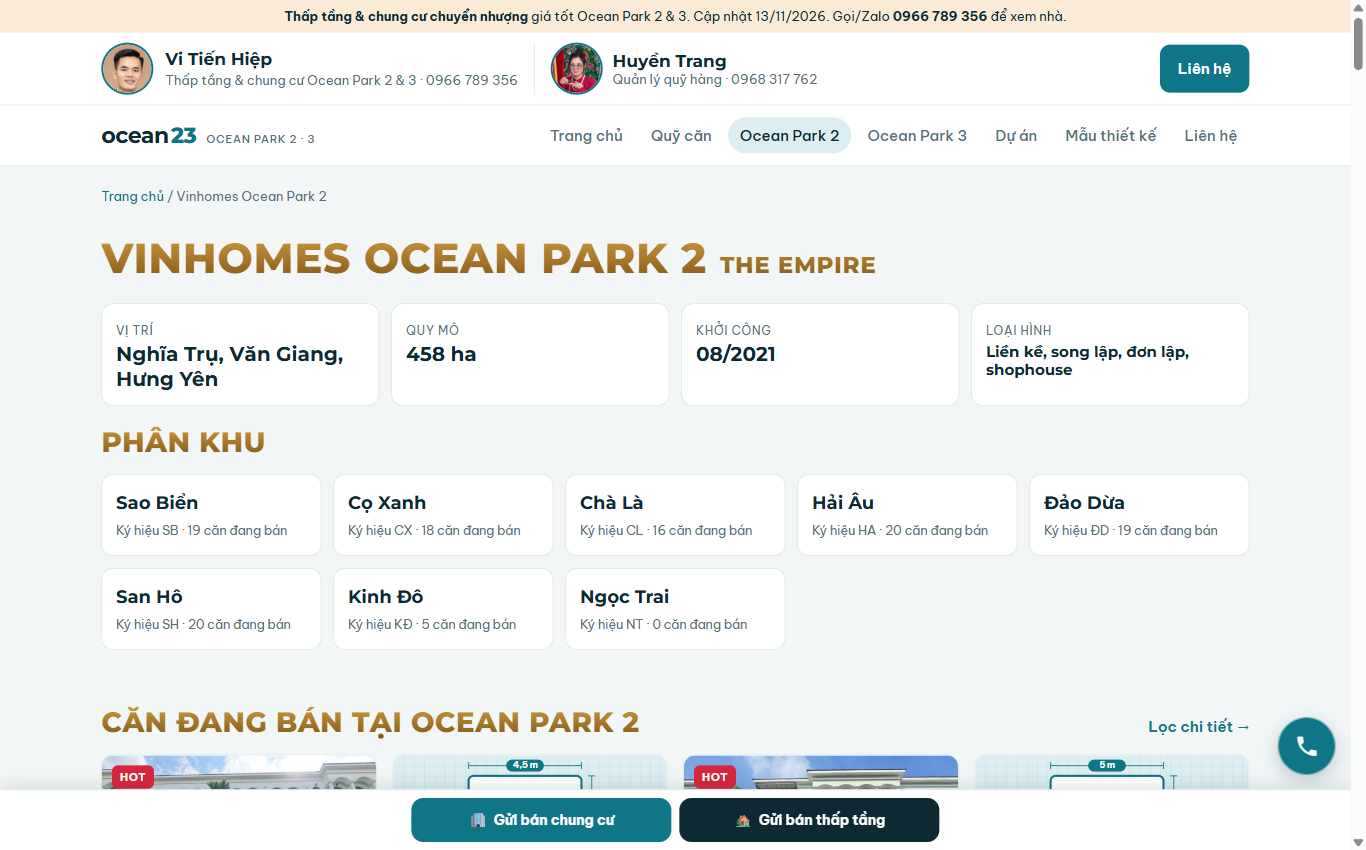 Thấp tầng & chung cư chuyển nhượng giá tốt Ocean Park 2 & 3. Cập nhật 13/11/2026. Gọi/Zalo 0966 789 356 để xem nhà.
Vi Tiến Hiệp
Thấp tầng & chung cư Ocean Park 2 & 3 · 0966 789 356
Huyền Trang
Quản lý quỹ hàng · 0968 317 762
Liên hệ
ocean23 OCEAN PARK 2 · 3
Trang chủ Quỹ căn Ocean Park 2 Ocean Park 3 Dự án Mẫu thiết kế Liên hệ
Trang chủ / Vinhomes Ocean Park 2
VINHOMES OCEAN PARK 2 THE EMPIRE
VỊ TRÍ
Nghĩa Trụ, Văn Giang,
Hưng Yên
QUY MÔ
458 ha
KHỞI CÔNG
08/2021
LOẠI HÌNH
Liền kề, song lập, đơn lập,
shophouse
PHÂN KHU
Sao Biển
Ký hiệu SB · 19 căn đang bán
Cọ Xanh
Ký hiệu CX · 18 căn đang bán
Chà Là
Ký hiệu CL · 16 căn đang bán
Hải Âu
Ký hiệu HA · 20 căn đang bán
Đảo Dừa
Ký hiệu ĐD · 19 căn đang bán
San Hô
Ký hiệu SH · 20 căn đang bán
Kinh Đô
Ký hiệu KĐ · 5 căn đang bán
Ngọc Trai
Ký hiệu NT · 0 căn đang bán
CĂN ĐANG BÁN TẠI OCEAN PARK 2
Lọc chi tiết →
HOT
4,5 m
HOT
5 m
Gửi bán chung cư
Gửi bán thấp tầng